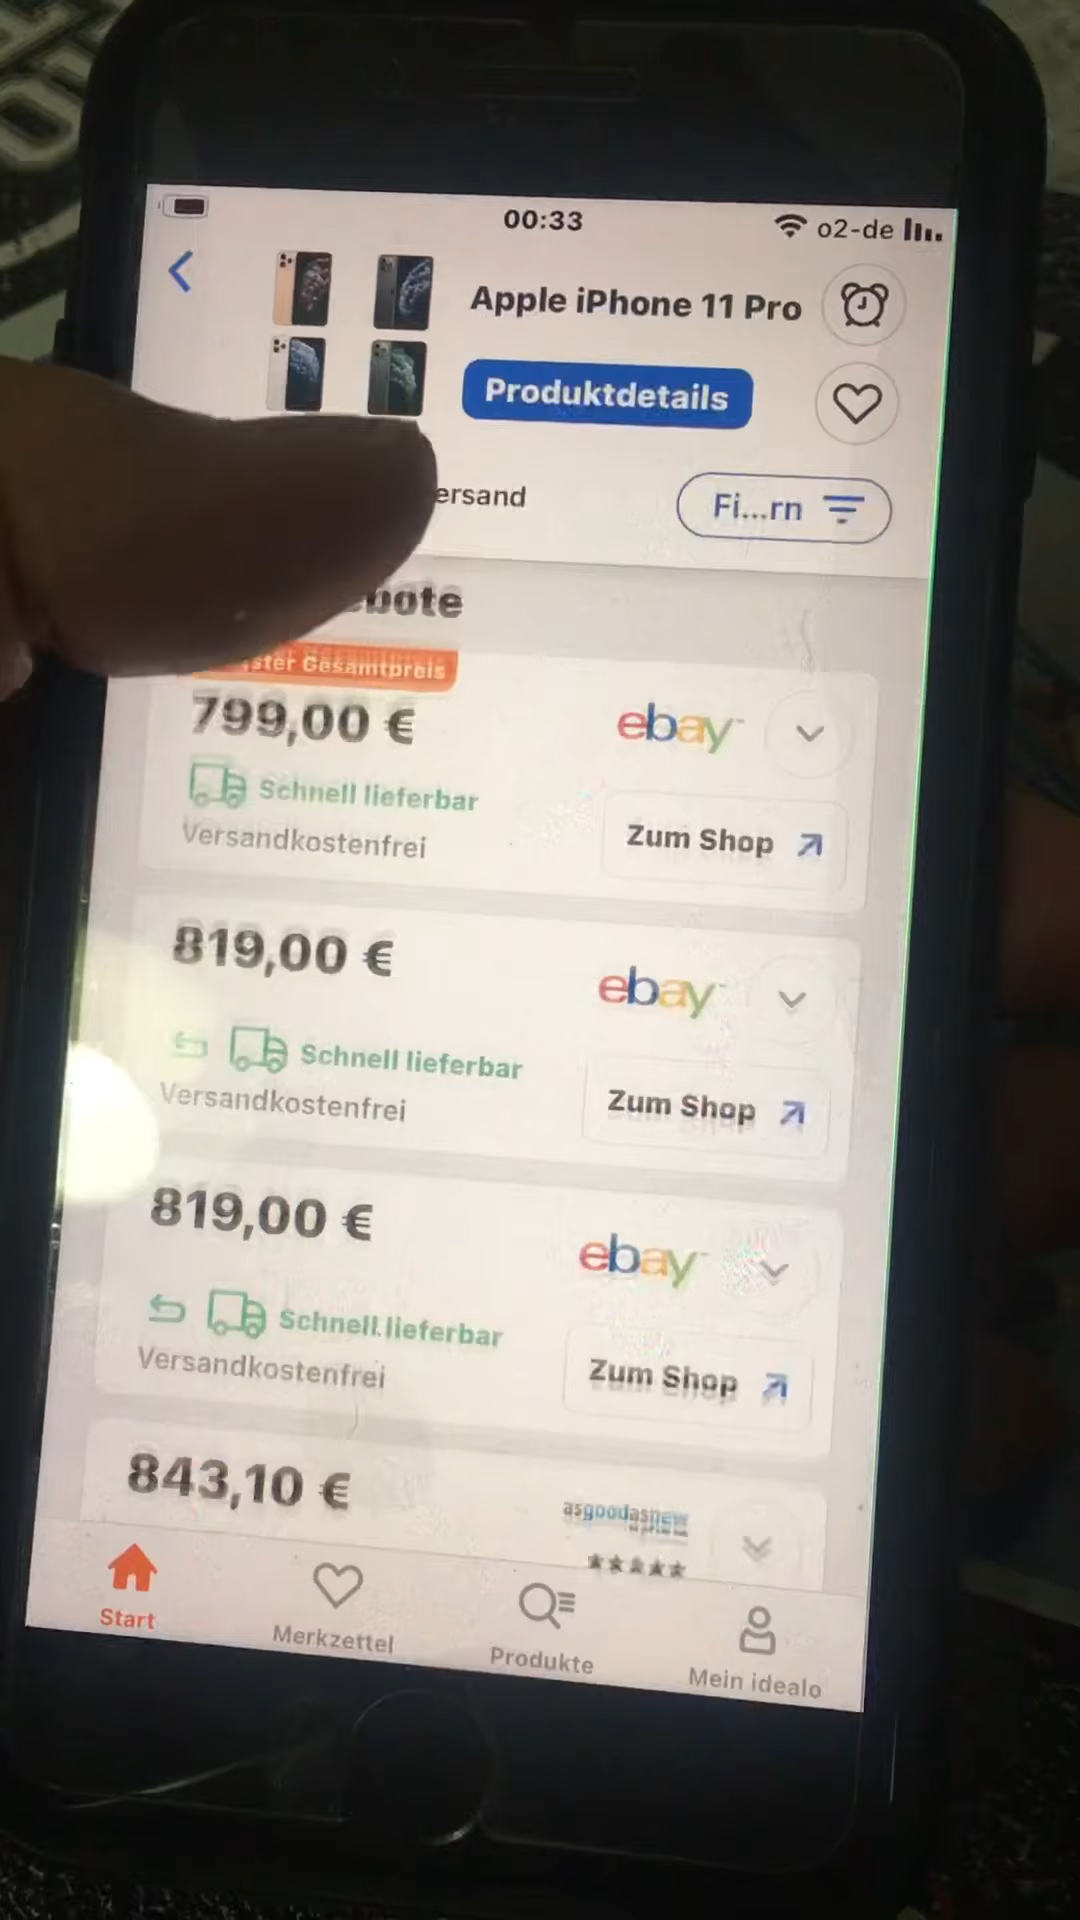 00:33
o2-de
Apple iPhone 11 Pro
Produktdetails
Fi...rn
Gesamtpreis
799,00 €
ebay
Schnell lieferbar
Versandkostenfrei
Zum Shop
819,00 €
ebay
Schnell lieferbar
Versandkostenfrei
Zum Shop
819,00 €
ebay
Schnell lieferbar
Versandkostenfrei
Zum Shop
843,10 €
asgoodasnew
Start
Merkzettel
Produkte
Mein idealo